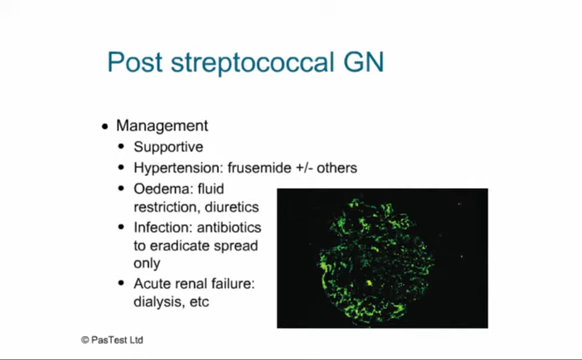 Post streptococcal GN
• Management
• Supportive
• Hypertension: frusemide +/- others
• Oedema: fluid
restriction, diuretics
• Infection: antibiotics
to eradicate spread
only
• Acute renal failure:
dialysis, etc
© PasTest Ltd